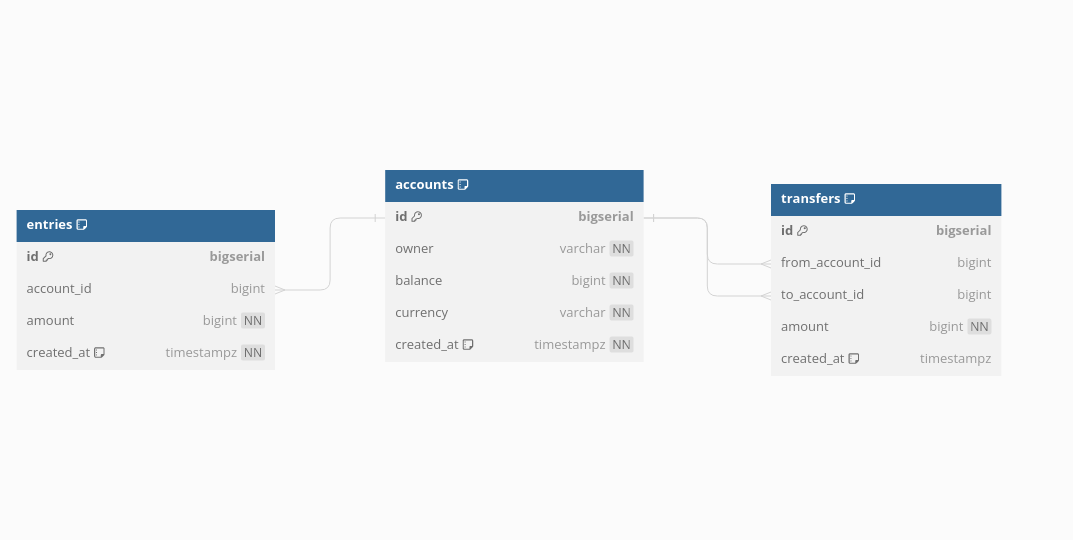 entries
id bigserial
account_id bigint
amount bigint NN
created_at timestampz NN
accounts
id bigserial
owner varchar NN
balance bigint NN
currency varchar NN
created_at timestampz NN
transfers
id bigserial
from_account_id bigint
to_account_id bigint
amount bigint NN
created_at timestampz